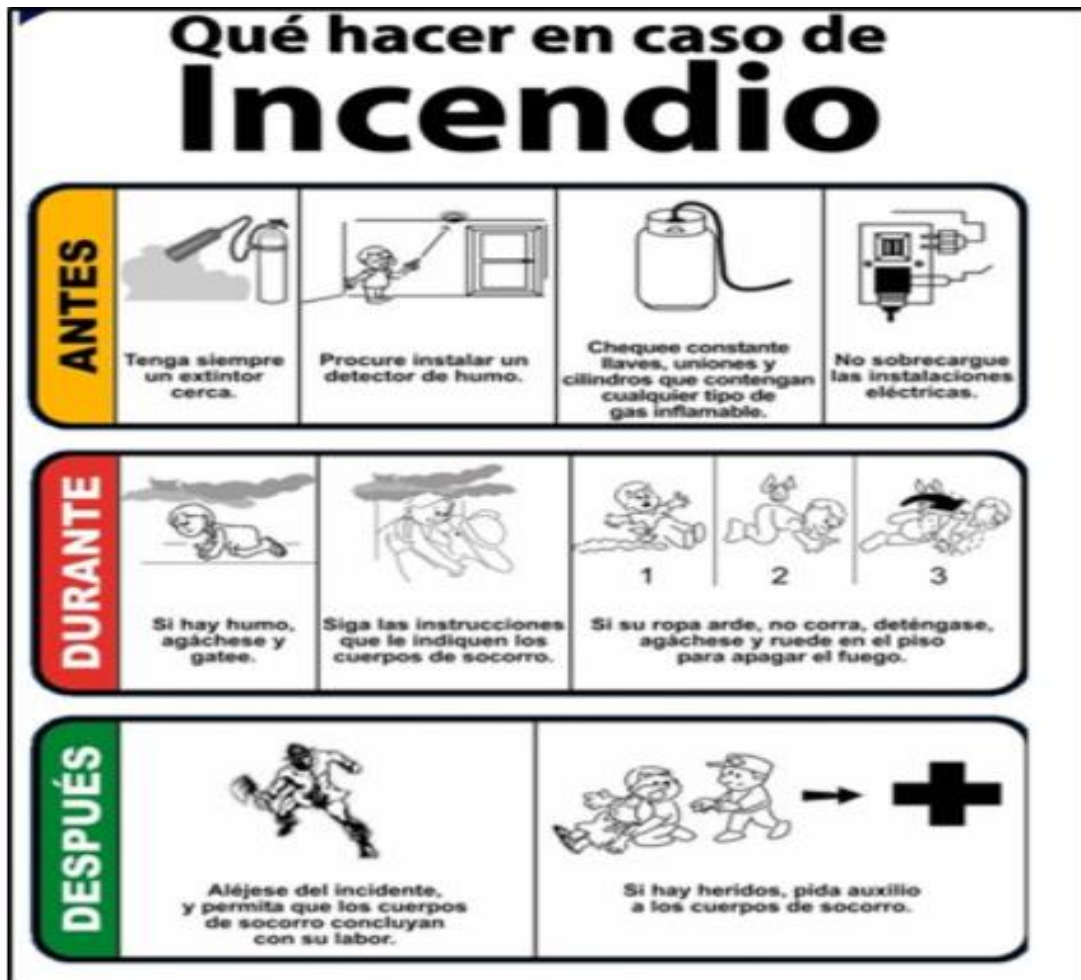 Qué hacer en caso de
Incendio
ANTES
Tenga siempre
un extintor
cerca.
Procure instalar un
detector de humo.
Chequee constante
llaves, uniones y
cilindros que contengan
cualquier tipo de
gas inflamable.
No sobrecargue
las instalaciones
eléctricas.
DURANTE
Si hay humo,
agáchese y
gatee.
Siga las instrucciones
que le indiquen los
cuerpos de socorro.
1
2
3
Si su ropa arde, no corra, deténgase,
agáchese y ruede en el piso
para apagar el fuego.
DESPUÉS
Aléjese del incidente,
y permita que los cuerpos
de socorro concluyan
con su labor.
Si hay heridos, pida auxilio
a los cuerpos de socorro.